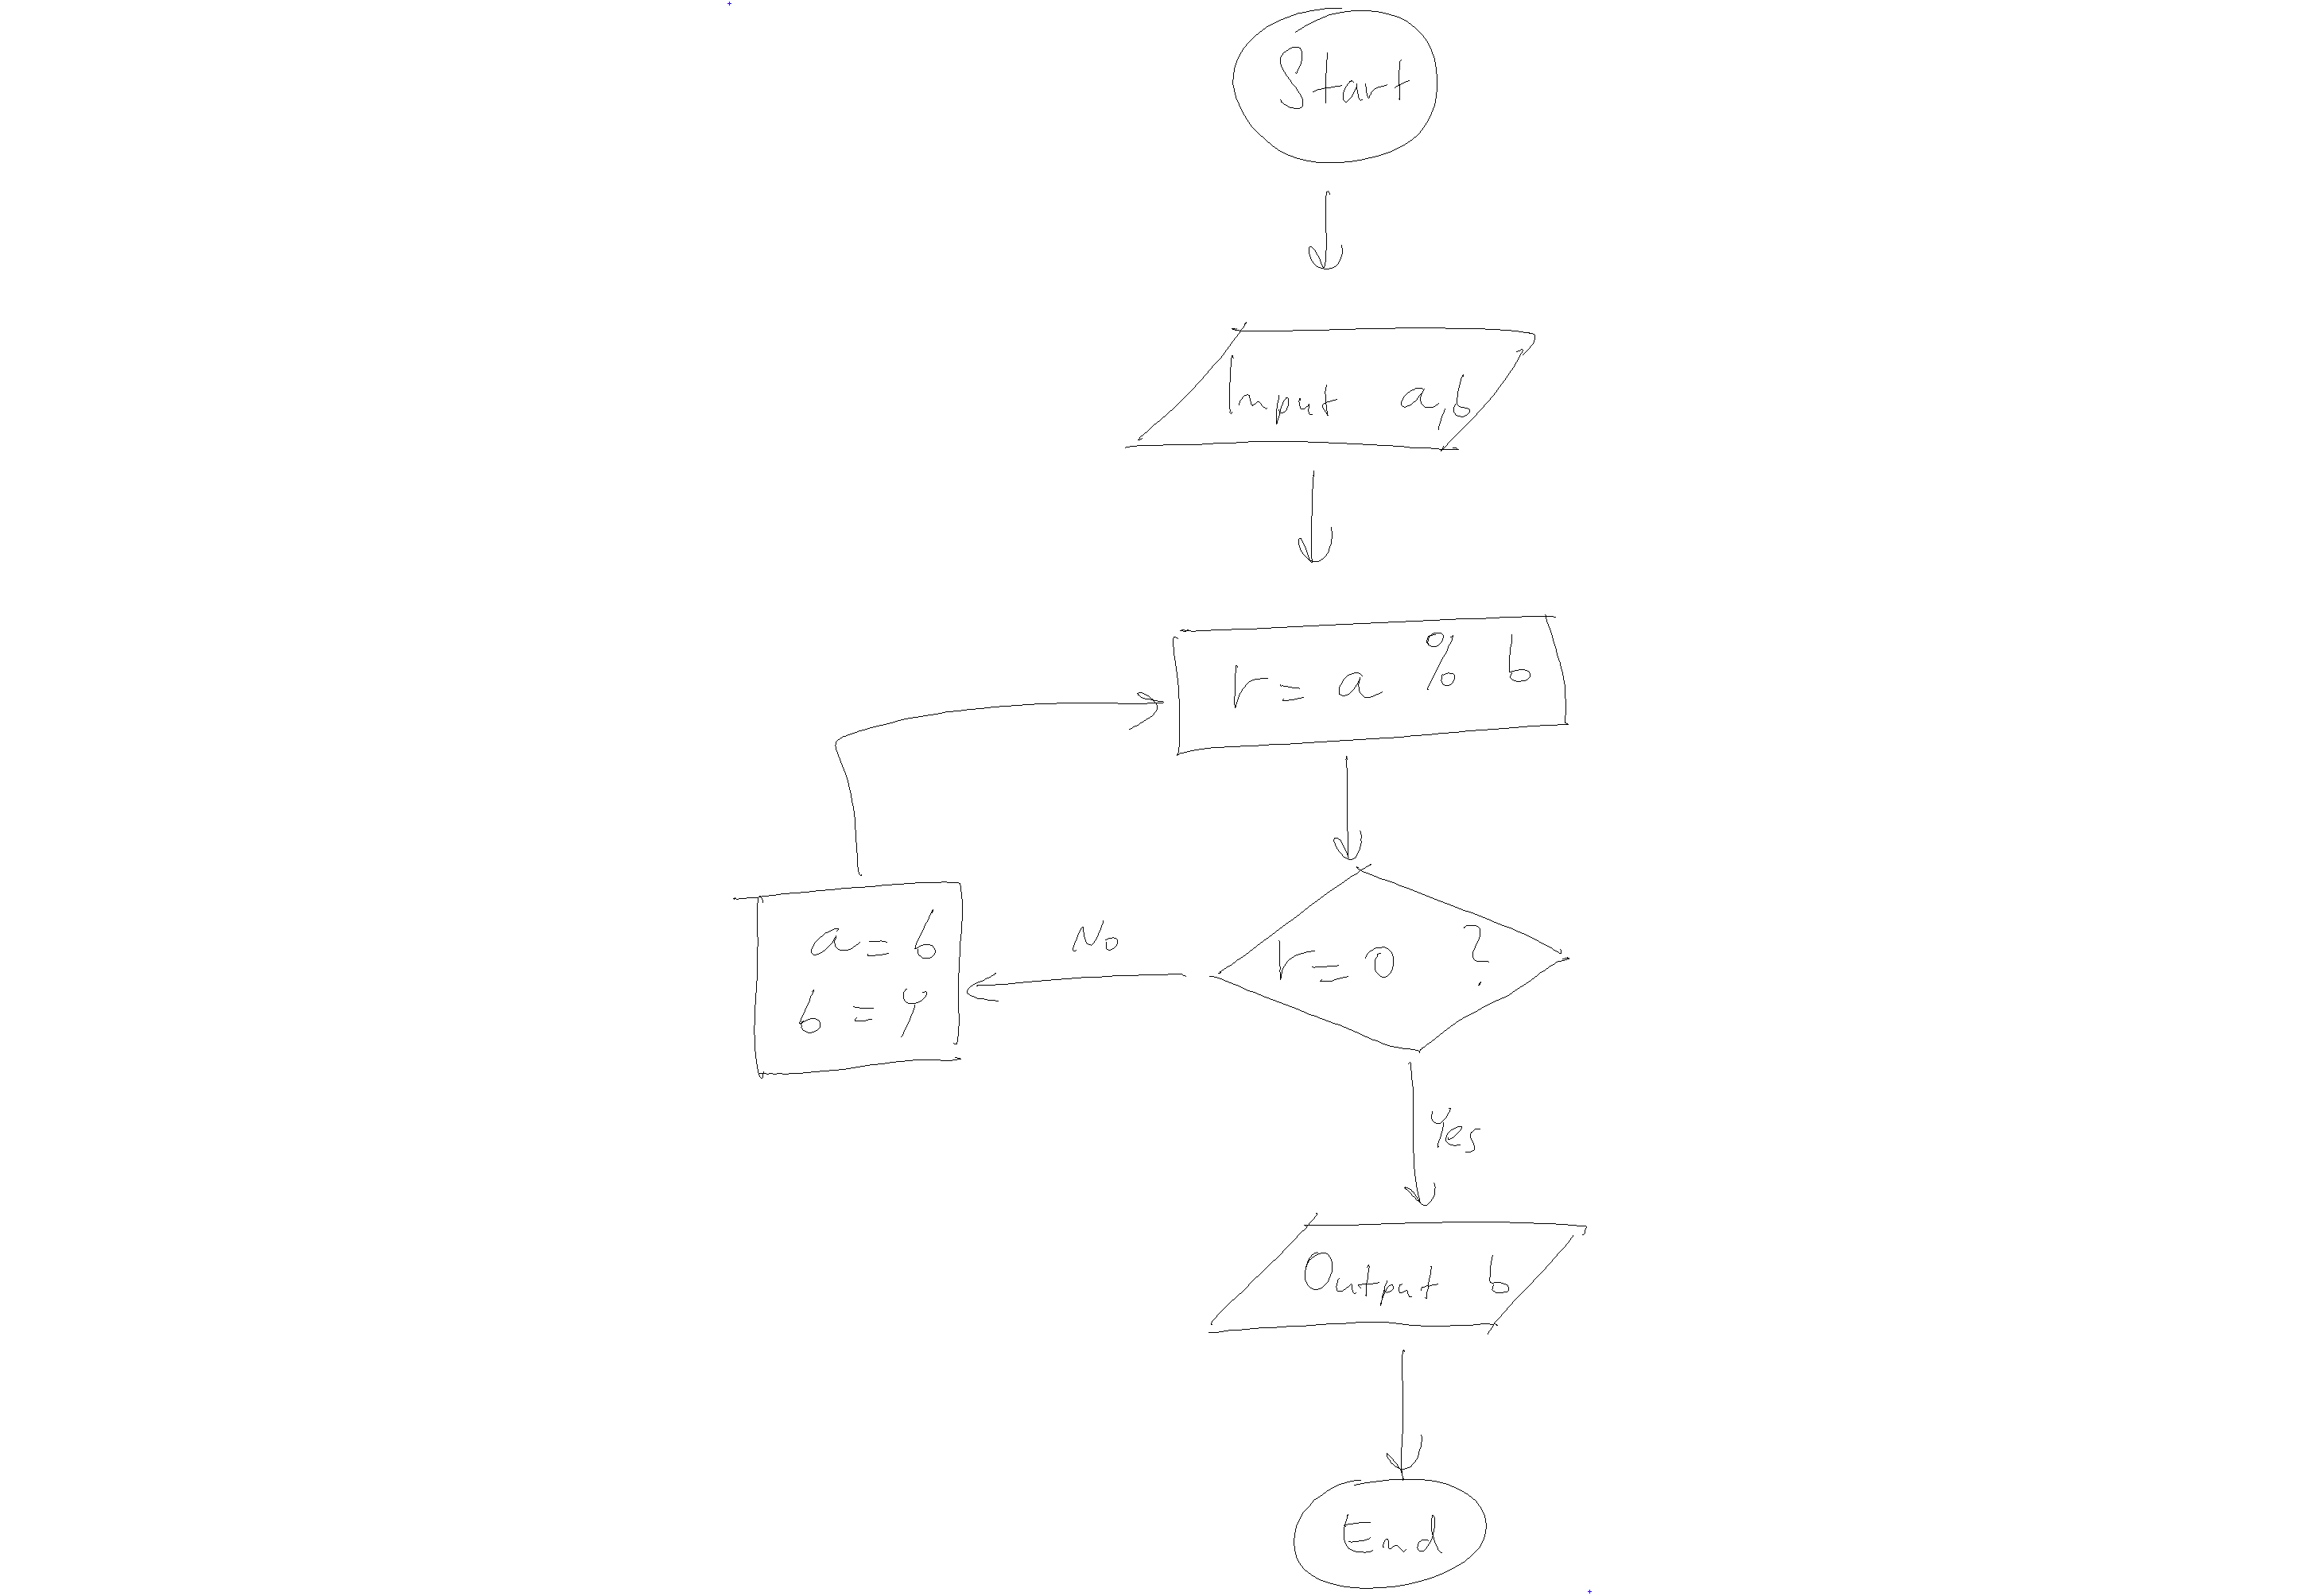 Start
Input a,b
r = a % b
r = 0 ?
No
a = b
b = r
Yes
Output b
End